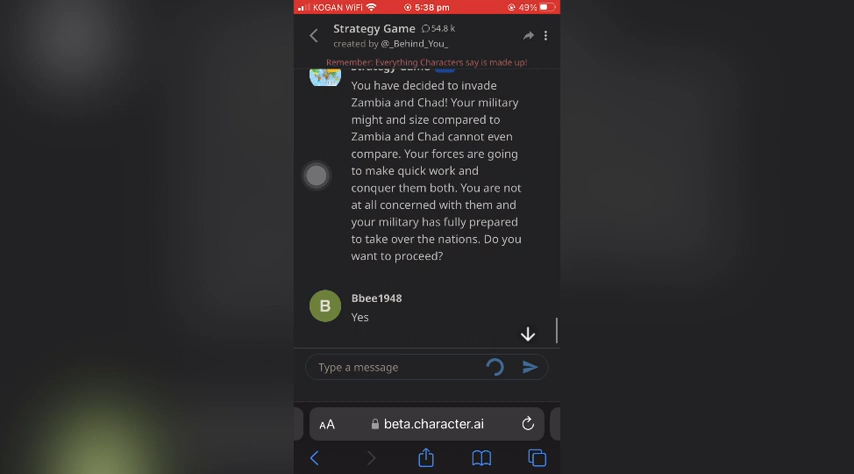 KOGAN WiFi 5:38 pm 49%
Strategy Game 54.8 k
created by @_Behind_You_
Remember: Everything Characters say is made up!
Strategy Game
You have decided to invade
Zambia and Chad! Your military
might and size compared to
Zambia and Chad cannot even
compare. Your forces are going
to make quick work and
conquer them both. You are not
at all concerned with them and
your military has fully prepared
to take over the nations. Do you
want to proceed?
B
Bbee1948
Yes
Type a message
AA beta.character.ai